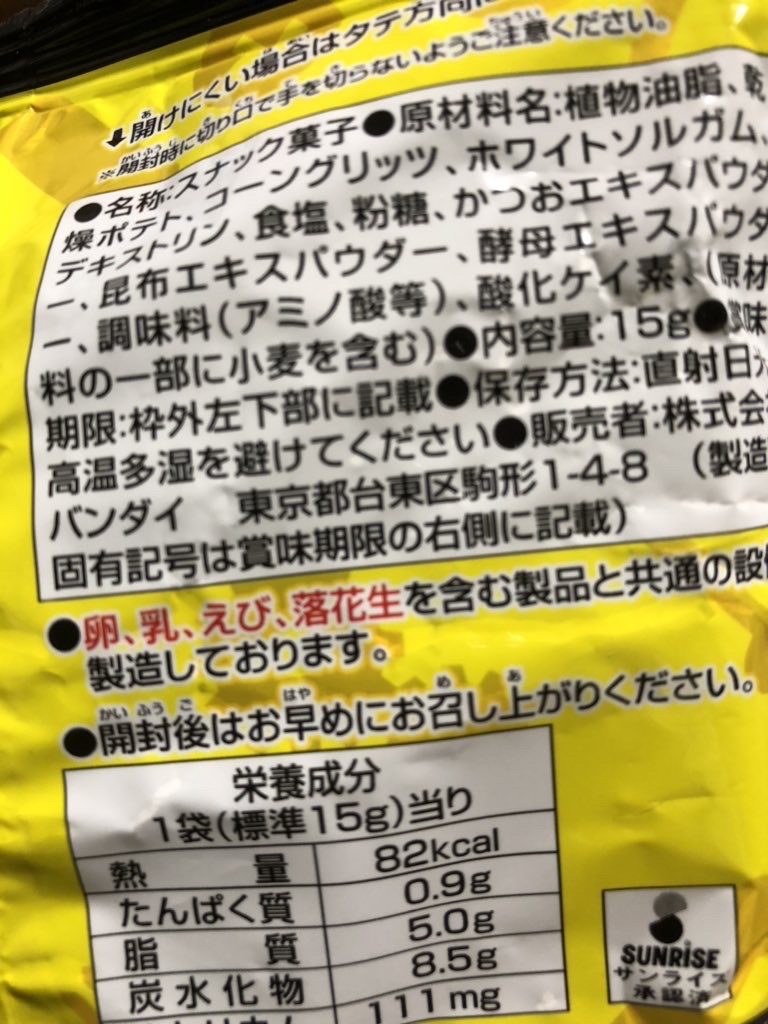 ⬇開けにくい場合はタテ方向に
※開封時に切り口で手を切らないようご注意ください。
●名称:スナック菓子●原材料名:植物油脂、乾
燥ポテト、コーングリッツ、ホワイトソルガム、
デキストリン、食塩、粉糖、かつおエキスパウダ
ー、昆布エキスパウダー、酵母エキスパウダ
ー、調味料(アミノ酸等)、酸化ケイ素、(原材
料の一部に小麦を含む)●内容量:15g●賞味
期限:枠外左下部に記載●保存方法:直射日光
高温多湿を避けてください●販売者:株式会
バンダイ 東京都台東区駒形1-4-8 (製造
固有記号は賞味期限の右側に記載)
●卵、乳、えび、落花生を含む製品と共通の設
製造しております。
●開封後はお早めにお召し上がりください。
栄養成分
1袋(標準15g)当り
熱量 82kcal
たんぱく質 0.9g
脂質 5.0g
炭水化物 8.5g
111mg
SUNRISE
サンライズ
承認済